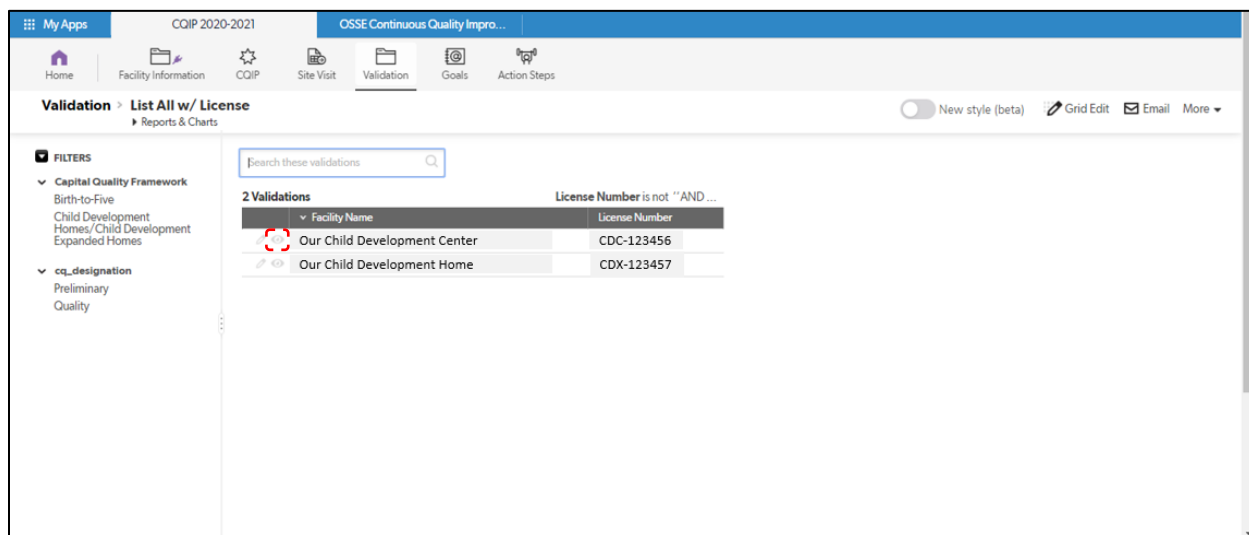 My Apps
CQIP 2020-2021
OSSE Continuous Quality Impro...
Home
Facility Information
CQIP
Site Visit
Validation
Goals
Action Steps
Validation > List All w/ License
Reports & Charts
New style (beta)
Grid Edit
Email
More
FILTERS
Capital Quality Framework
Birth-to-Five
Child Development
Homes/Child Development
Expanded Homes
cq_designation
Preliminary
Quality
Search these validations
2 Validations
License Number is not ''AND ...
Facility Name
License Number
Our Child Development Center
CDC-123456
Our Child Development Home
CDX-123457